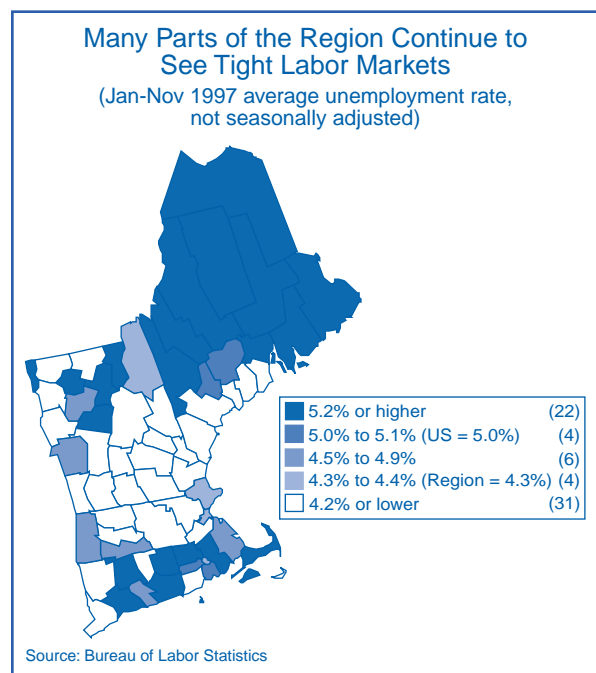 Many Parts of the Region Continue to
See Tight Labor Markets
(Jan-Nov 1997 average unemployment rate,
not seasonally adjusted)
5.2% or higher (22)
5.0% to 5.1% (US = 5.0%) (4)
4.5% to 4.9% (6)
4.3% to 4.4% (Region = 4.3%) (4)
4.2% or lower (31)
Source: Bureau of Labor Statistics